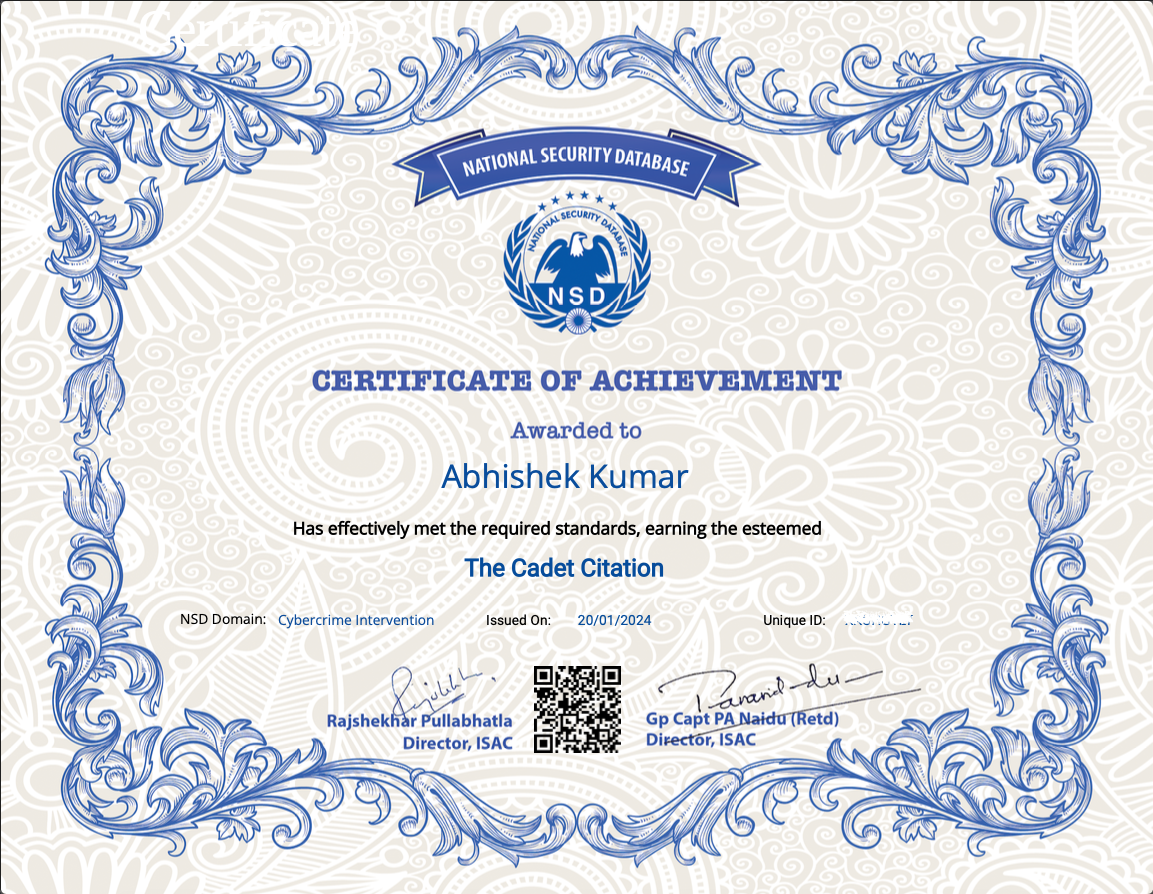 Certificate
NATIONAL SECURITY DATABASE
NATIONAL SECURITY DATABASE
NSD
CERTIFICATE OF ACHIEVEMENT
Awarded to
Abhishek Kumar
Has effectively met the required standards, earning the esteemed
The Cadet Citation
NSD Domain: Cybercrime Intervention Issued On: 20/01/2024 Unique ID:
Rajshekhar Pullabhatla
Director, ISAC
Gp Capt PA Naidu (Retd)
Director, ISAC